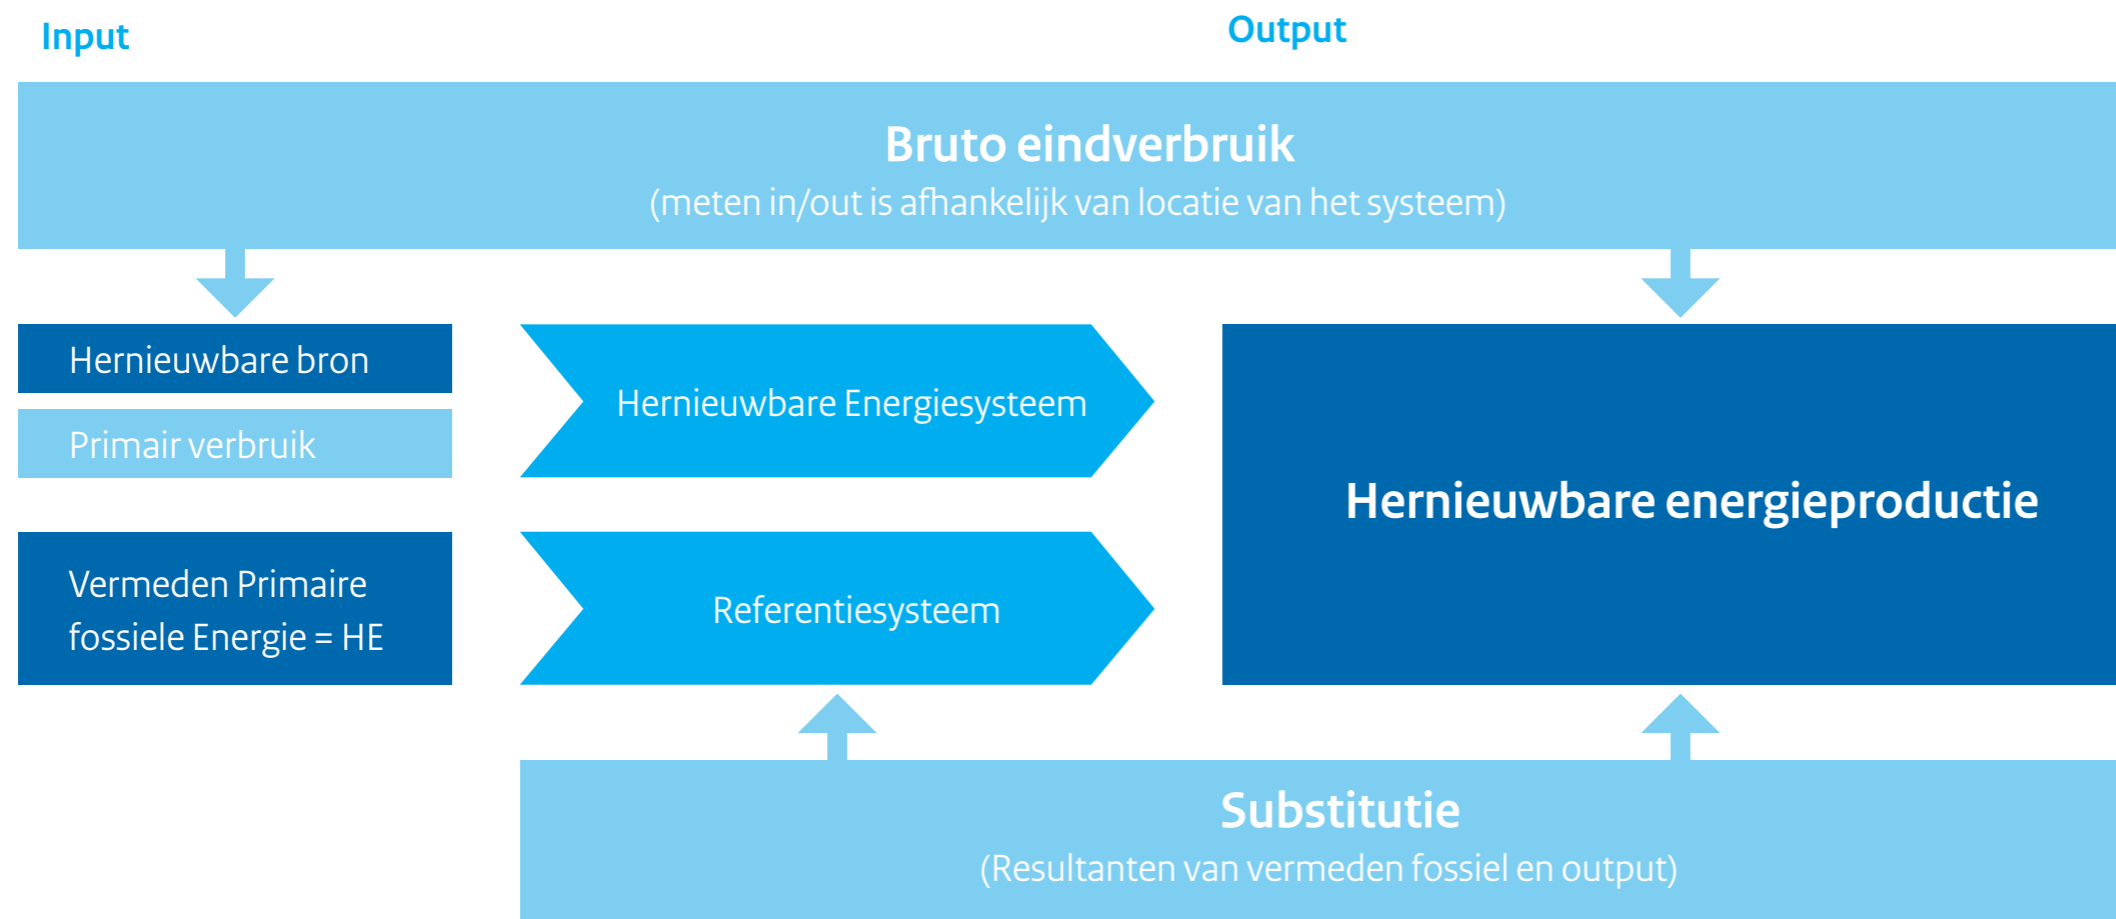 Input
Output
Bruto eindverbruik
(meten in/out is afhankelijk van locatie van het systeem)
Hernieuwbare bron
Primair verbruik
Hernieuwbare Energiesysteem
Vermeden Primaire
fossiele Energie = HE
Referentiesysteem
Hernieuwbare energieproductie
Substitutie
(Resultanten van vermeden fossiel en output)